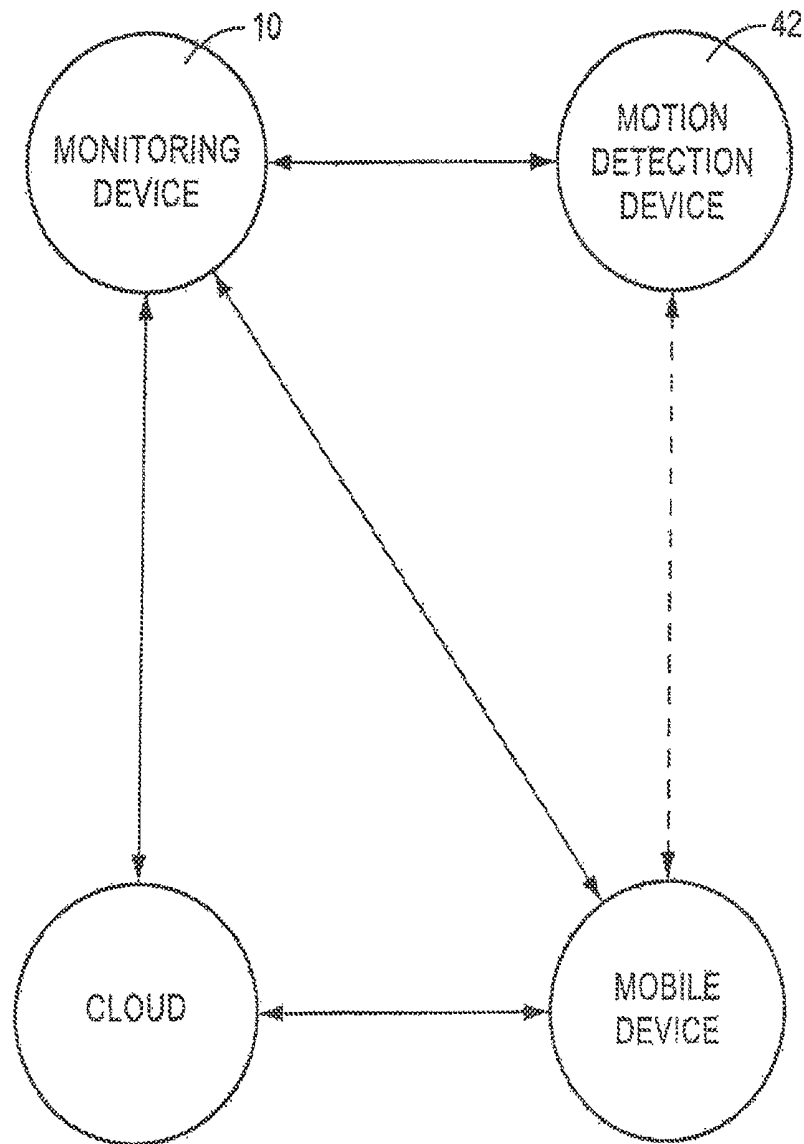 10
42
MONITORING
DEVICE
MOTION
DETECTION
DEVICE
CLOUD
MOBILE
DEVICE